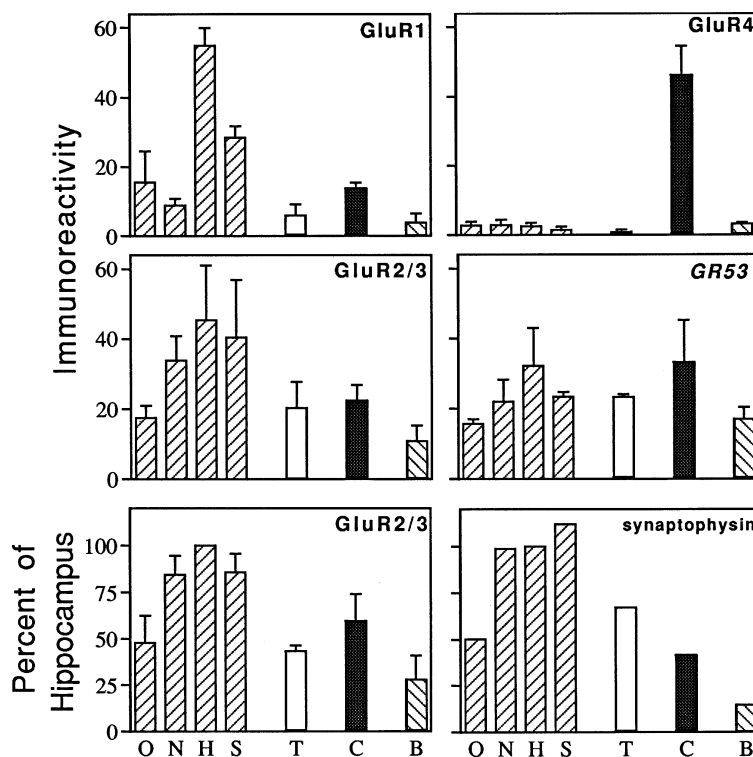 GluR1
GluR4
60
40
20
0
Immunoreactivity
GluR2/3
GR53
60
40
20
0
GluR2/3
synaptophysin
100
75
50
25
0
Percent of
Hippocampus
O N H S T C B
O N H S T C B